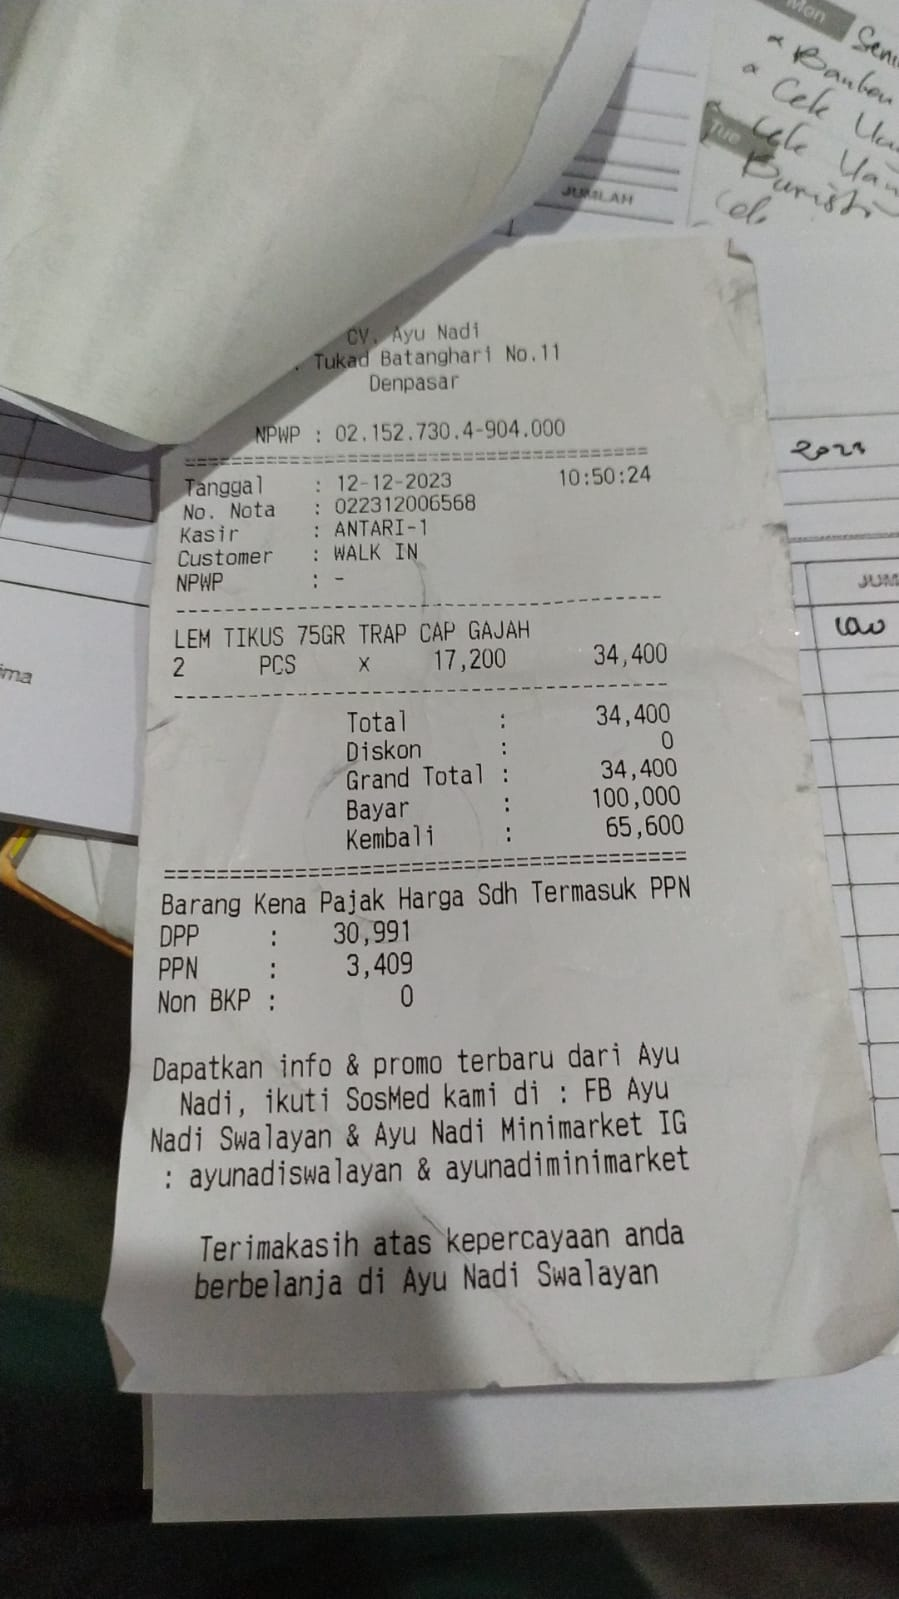 Mon
Tue
JUMLAH
CV. Ayu Nadi
. Tukad Batanghari No.11
Denpasar
NPWP : 02.152.730.4-904.000
========================================
Tanggal : 12-12-2023 10:50:24
No. Nota : 022312006568
Kasir : ANTARI-1
Customer : WALK IN
NPWP : -
----------------------------------------
LEM TIKUS 75GR TRAP CAP GAJAH
2 PCS x 17,200 34,400
----------------------------------------
Total : 34,400
Diskon : 0
Grand Total : 34,400
Bayar : 100,000
Kembali : 65,600
========================================
Barang Kena Pajak Harga Sdh Termasuk PPN
DPP : 30,991
PPN : 3,409
Non BKP : 0
Dapatkan info & promo terbaru dari Ayu
Nadi, ikuti SosMed kami di : FB Ayu
Nadi Swalayan & Ayu Nadi Minimarket IG
: ayunadiswalayan & ayunadiminimarket
Terimakasih atas kepercayaan anda
berbelanja di Ayu Nadi Swalayan